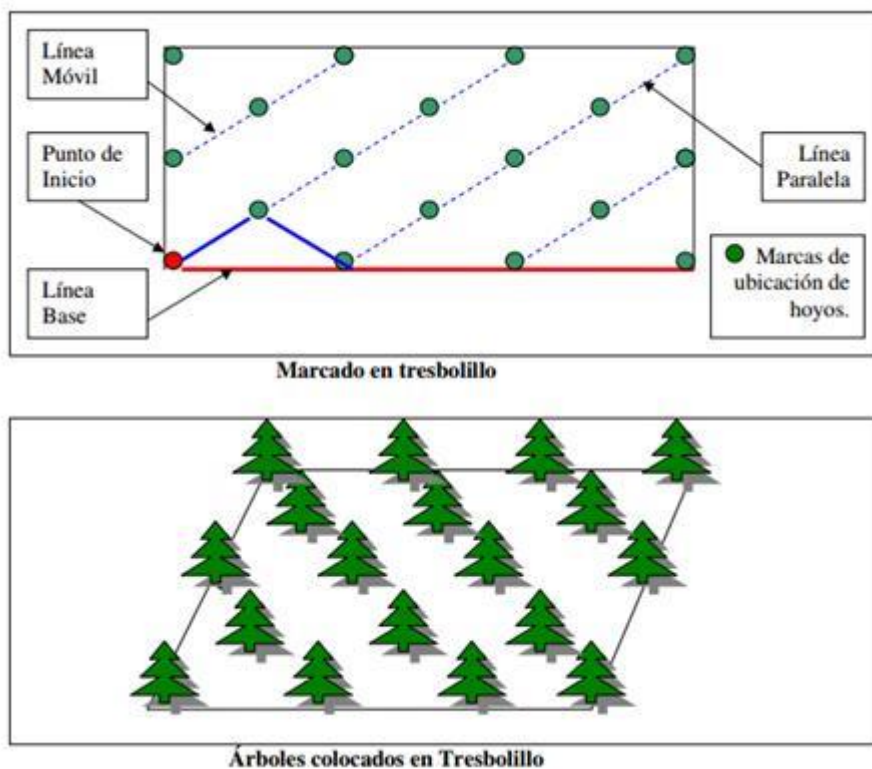 Línea
Móvil
Punto de
Inicio
Línea
Base
Línea
Paralela
Marcas de
ubicación de
hoyos.
Marcado en tresbolillo
Árboles colocados en Tresbolillo